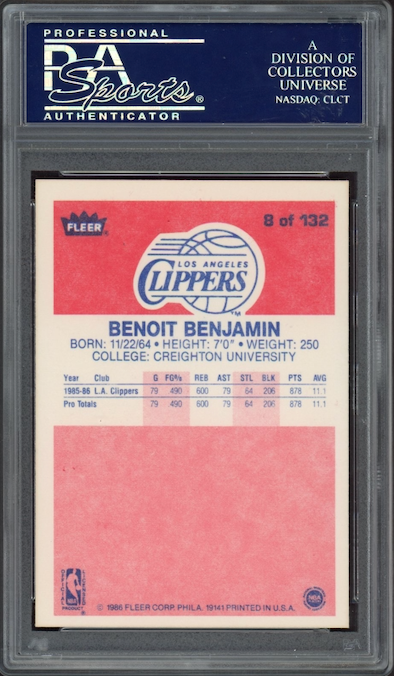 PROFESSIONAL
PSA
Sports®
AUTHENTICATOR
A
DIVISION OF
COLLECTORS
UNIVERSE
NASDAQ: CLCT
FLEER®
8 of 132
LOS ANGELES
CLIPPERS
TM
BENOIT BENJAMIN
BORN: 11/22/64 • HEIGHT: 7'0" • WEIGHT: 250
COLLEGE: CREIGHTON UNIVERSITY
Year Club G FG% REB AST STL BLK PTS AVG
1985-86 L.A. Clippers 79 .490 600 79 64 206 878 11.1
Pro Totals 79 .490 600 79 64 206 878 11.1
NBA
PRODUCT
© 1986 FLEER CORP. PHILA. 19141 PRINTED IN U.S.A.